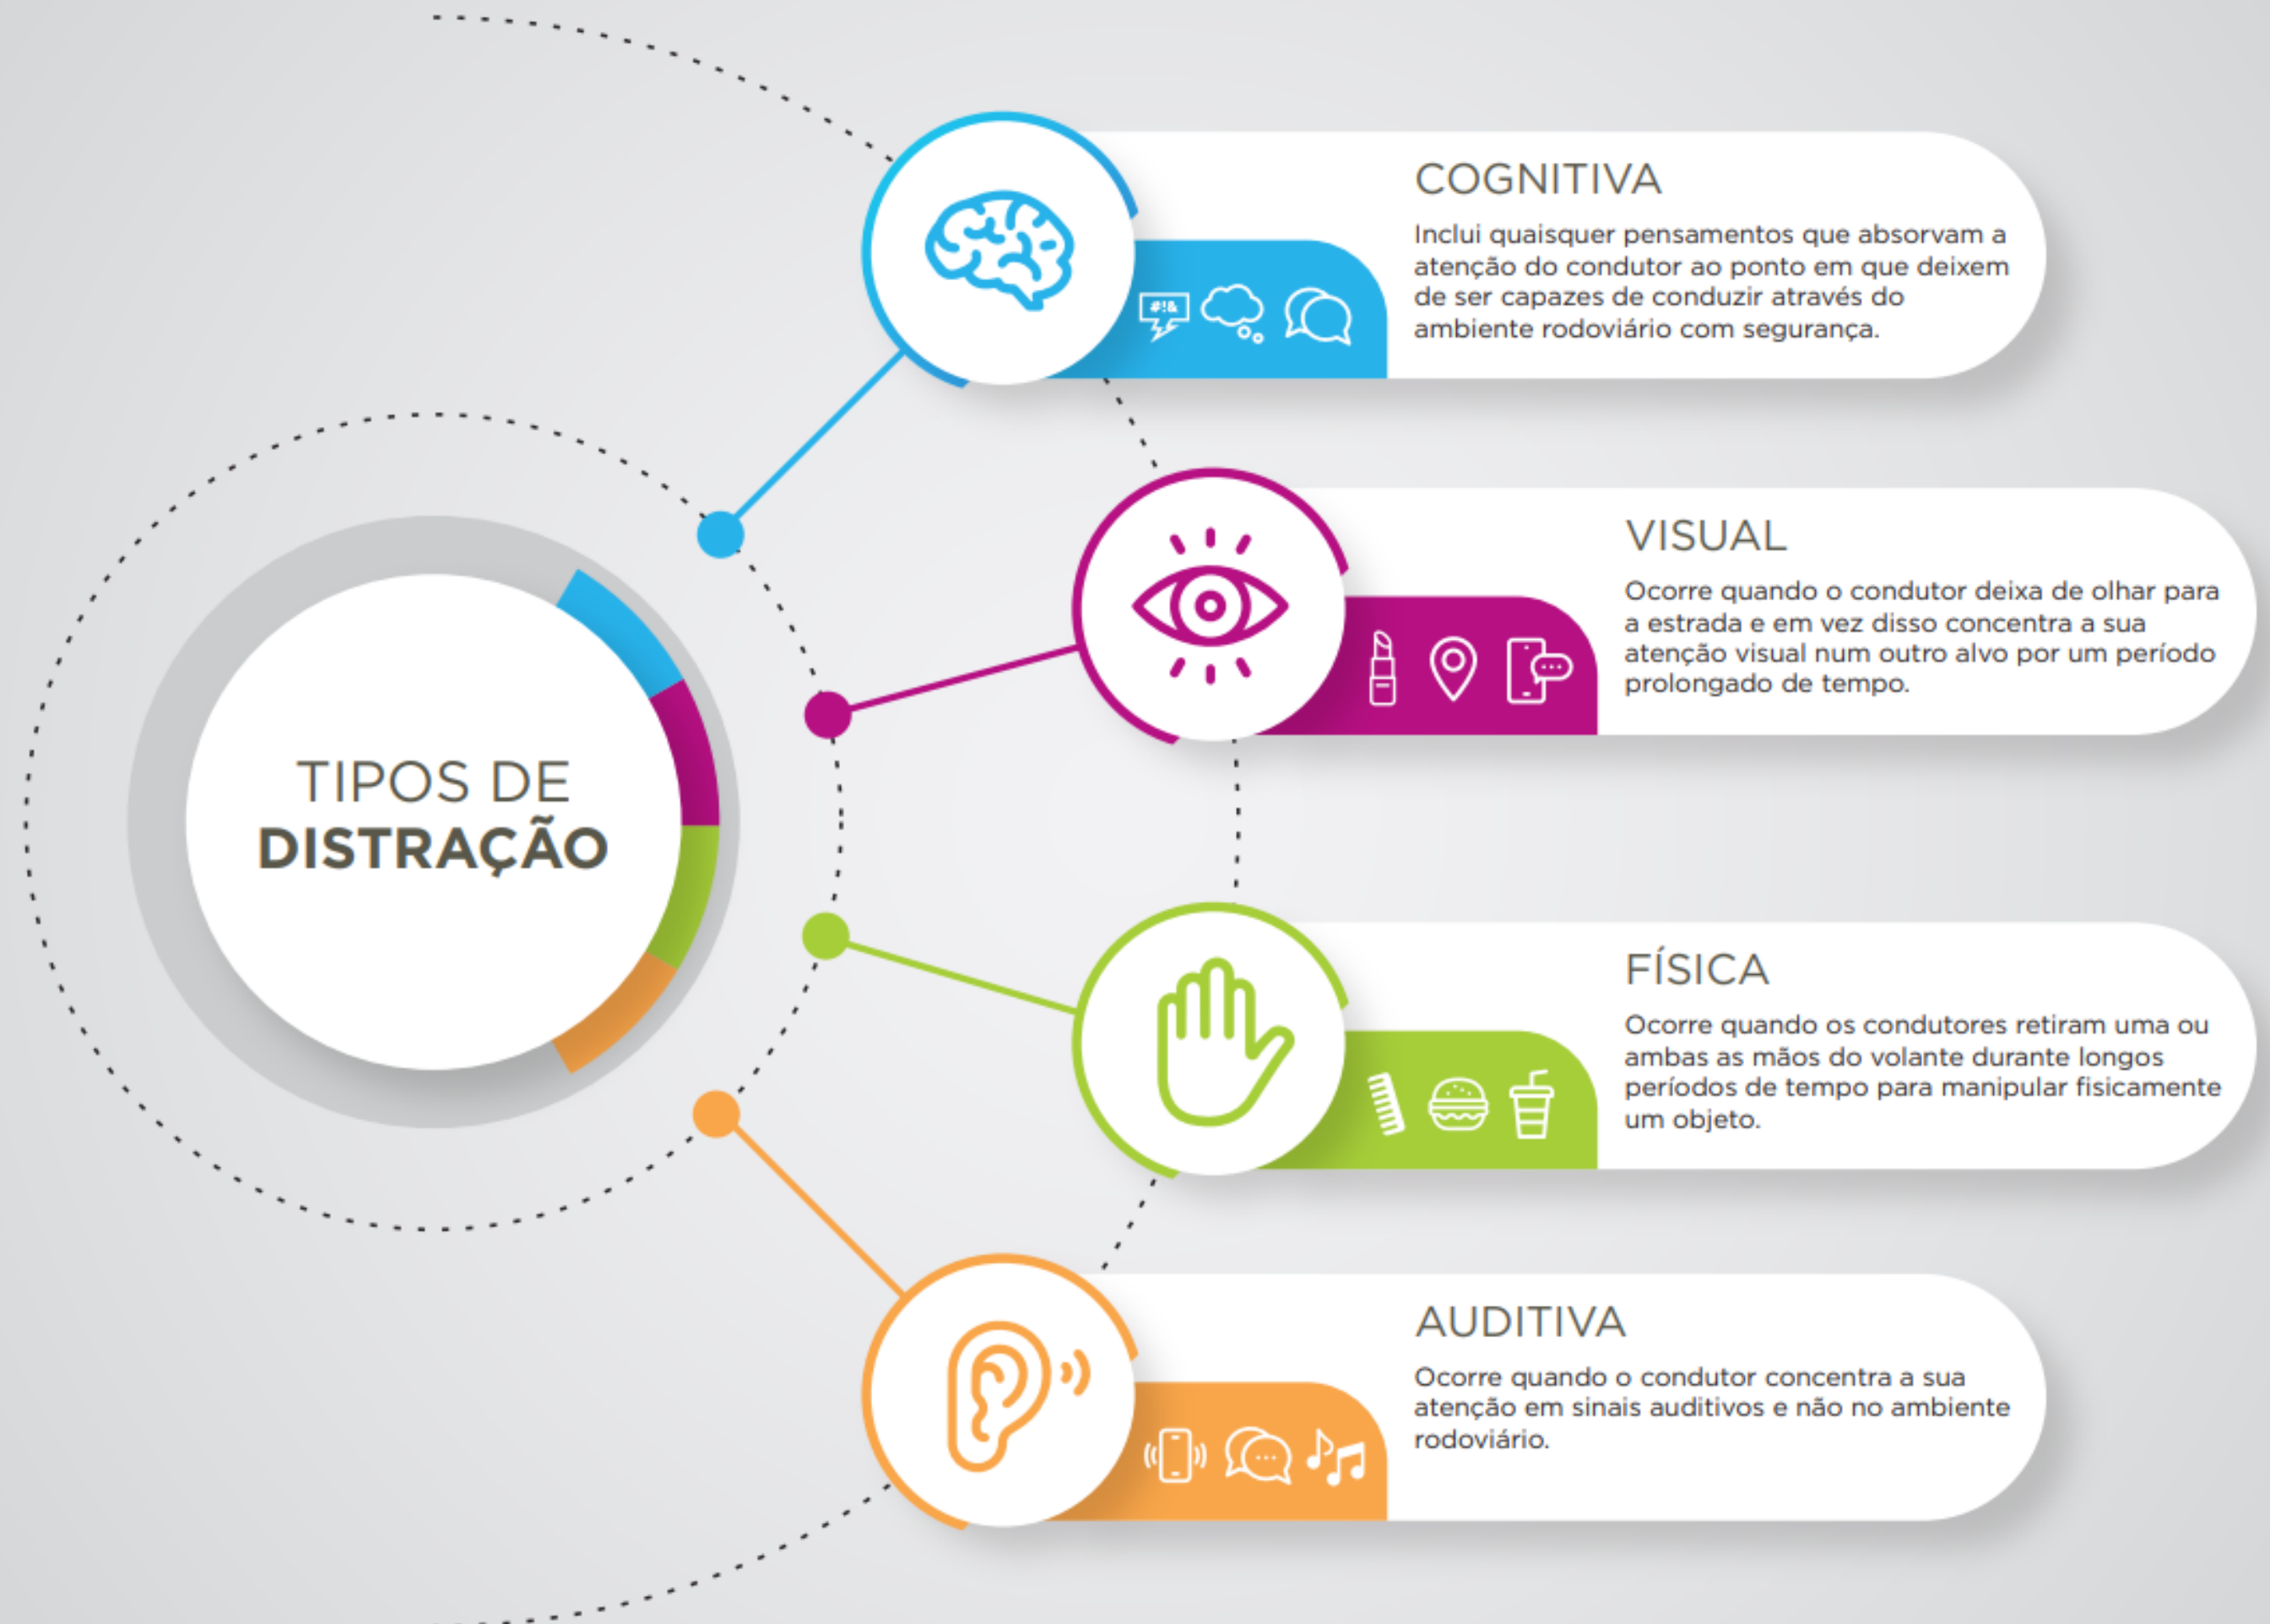 TIPOS DE
DISTRAÇÃO
COGNITIVA
Inclui quaisquer pensamentos que absorvam a
atenção do condutor ao ponto em que deixem
de ser capazes de conduzir através do
ambiente rodoviário com segurança.
#!&
VISUAL
Ocorre quando o condutor deixa de olhar para
a estrada e em vez disso concentra a sua
atenção visual num outro alvo por um período
prolongado de tempo.
FÍSICA
Ocorre quando os condutores retiram uma ou
ambas as mãos do volante durante longos
períodos de tempo para manipular fisicamente
um objeto.
AUDITIVA
Ocorre quando o condutor concentra a sua
atenção em sinais auditivos e não no ambiente
rodoviário.